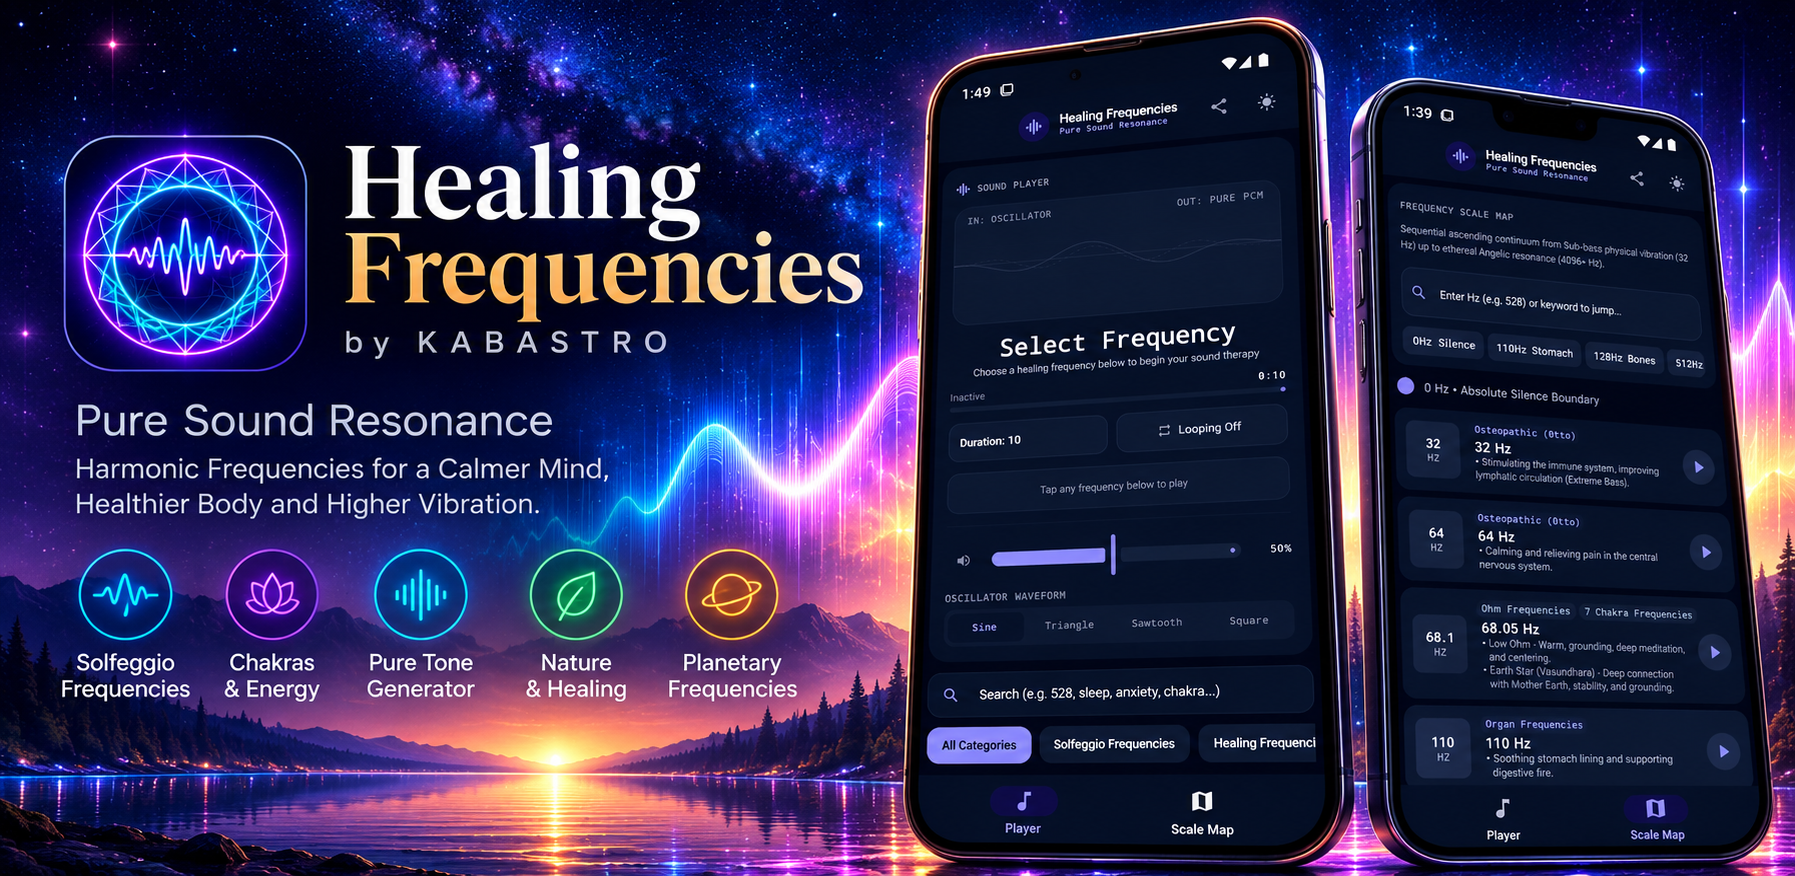 Healing
Frequencies
by KABASTRO
Pure Sound Resonance
Harmonic Frequencies for a Calmer Mind,
Healthier Body and Higher Vibration.
Solfeggio
Frequencies
Chakras
& Energy
Pure Tone
Generator
Nature
& Healing
Planetary
Frequencies
1:49
Healing Frequencies
Pure Sound Resonance
SOUND PLAYER
IN: OSCILLATOR
OUT: PURE PCM
Select Frequency
Choose a healing frequency below to begin your sound therapy
0:10
Inactive
Duration: 10
Looping Off
Tap any frequency below to play
50%
OSCILLATOR WAVEFORM
Sine
Triangle
Sawtooth
Square
Search (e.g. 528, sleep, anxiety, chakra...)
All Categories
Solfeggio Frequencies
Healing Frequenci
Player
Scale Map
1:39
Healing Frequencies
Pure Sound Resonance
FREQUENCY SCALE MAP
Sequential ascending continuum from Sub-bass physical vibration (32
Hz) up to ethereal Angelic resonance (4096+ Hz).
Enter Hz (e.g. 528) or keyword to jump...
0Hz Silence
110Hz Stomach
128Hz Bones
512Hz
0 Hz • Absolute Silence Boundary
32
HZ
Osteopathic (Otto)
32 Hz
• Stimulating the immune system, improving
lymphatic circulation (Extreme Bass).
64
HZ
Osteopathic (Otto)
64 Hz
• Calming and relieving pain in the central
nervous system.
68.1
HZ
Ohm Frequencies
7 Chakra Frequencies
68.05 Hz
• Low Ohm - Warm, grounding, deep meditation,
and centering.
• Earth Star (Vasundhara) - Deep connection
with Mother Earth, stability, and grounding.
110
HZ
Organ Frequencies
110 Hz
• Soothing stomach lining and supporting
digestive fire.
Player
Scale Map